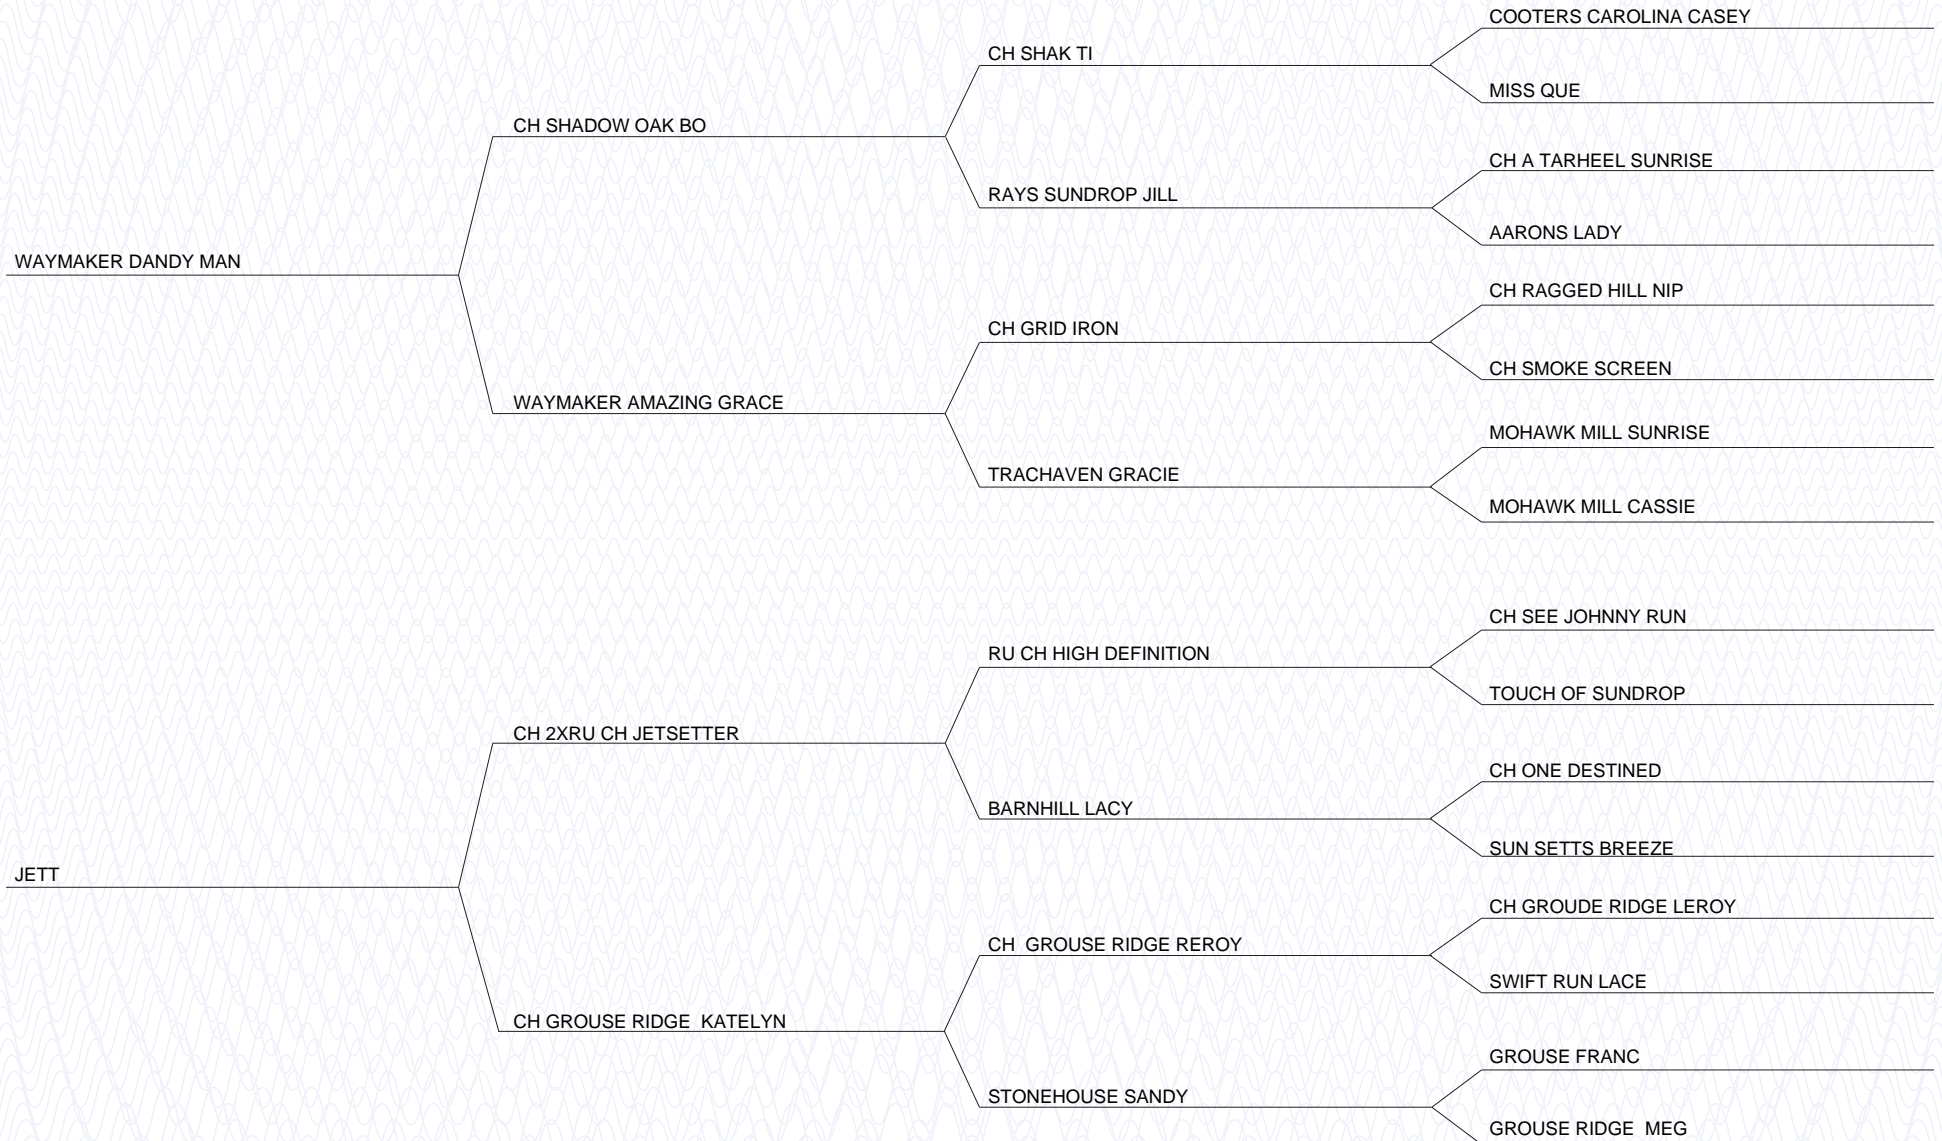 COOTERS CAROLINA CASEY
CH SHAK TI
MISS QUE
CH SHADOW OAK BO
CH A TARHEEL SUNRISE
RAYS SUNDROP JILL
AARONS LADY
WAYMAKER DANDY MAN
CH RAGGED HILL NIP
CH GRID IRON
CH SMOKE SCREEN
WAYMAKER AMAZING GRACE
MOHAWK MILL SUNRISE
TRACHAVEN GRACIE
MOHAWK MILL CASSIE
CH SEE JOHNNY RUN
RU CH HIGH DEFINITION
TOUCH OF SUNDROP
CH 2XRU CH JETSETTER
CH ONE DESTINED
BARNHILL LACY
SUN SETTS BREEZE
JETT
CH GROUDE RIDGE LEROY
CH  GROUSE RIDGE REROY
SWIFT RUN LACE
CH GROUSE RIDGE  KATELYN
GROUSE FRANC
STONEHOUSE SANDY
GROUSE RIDGE  MEG